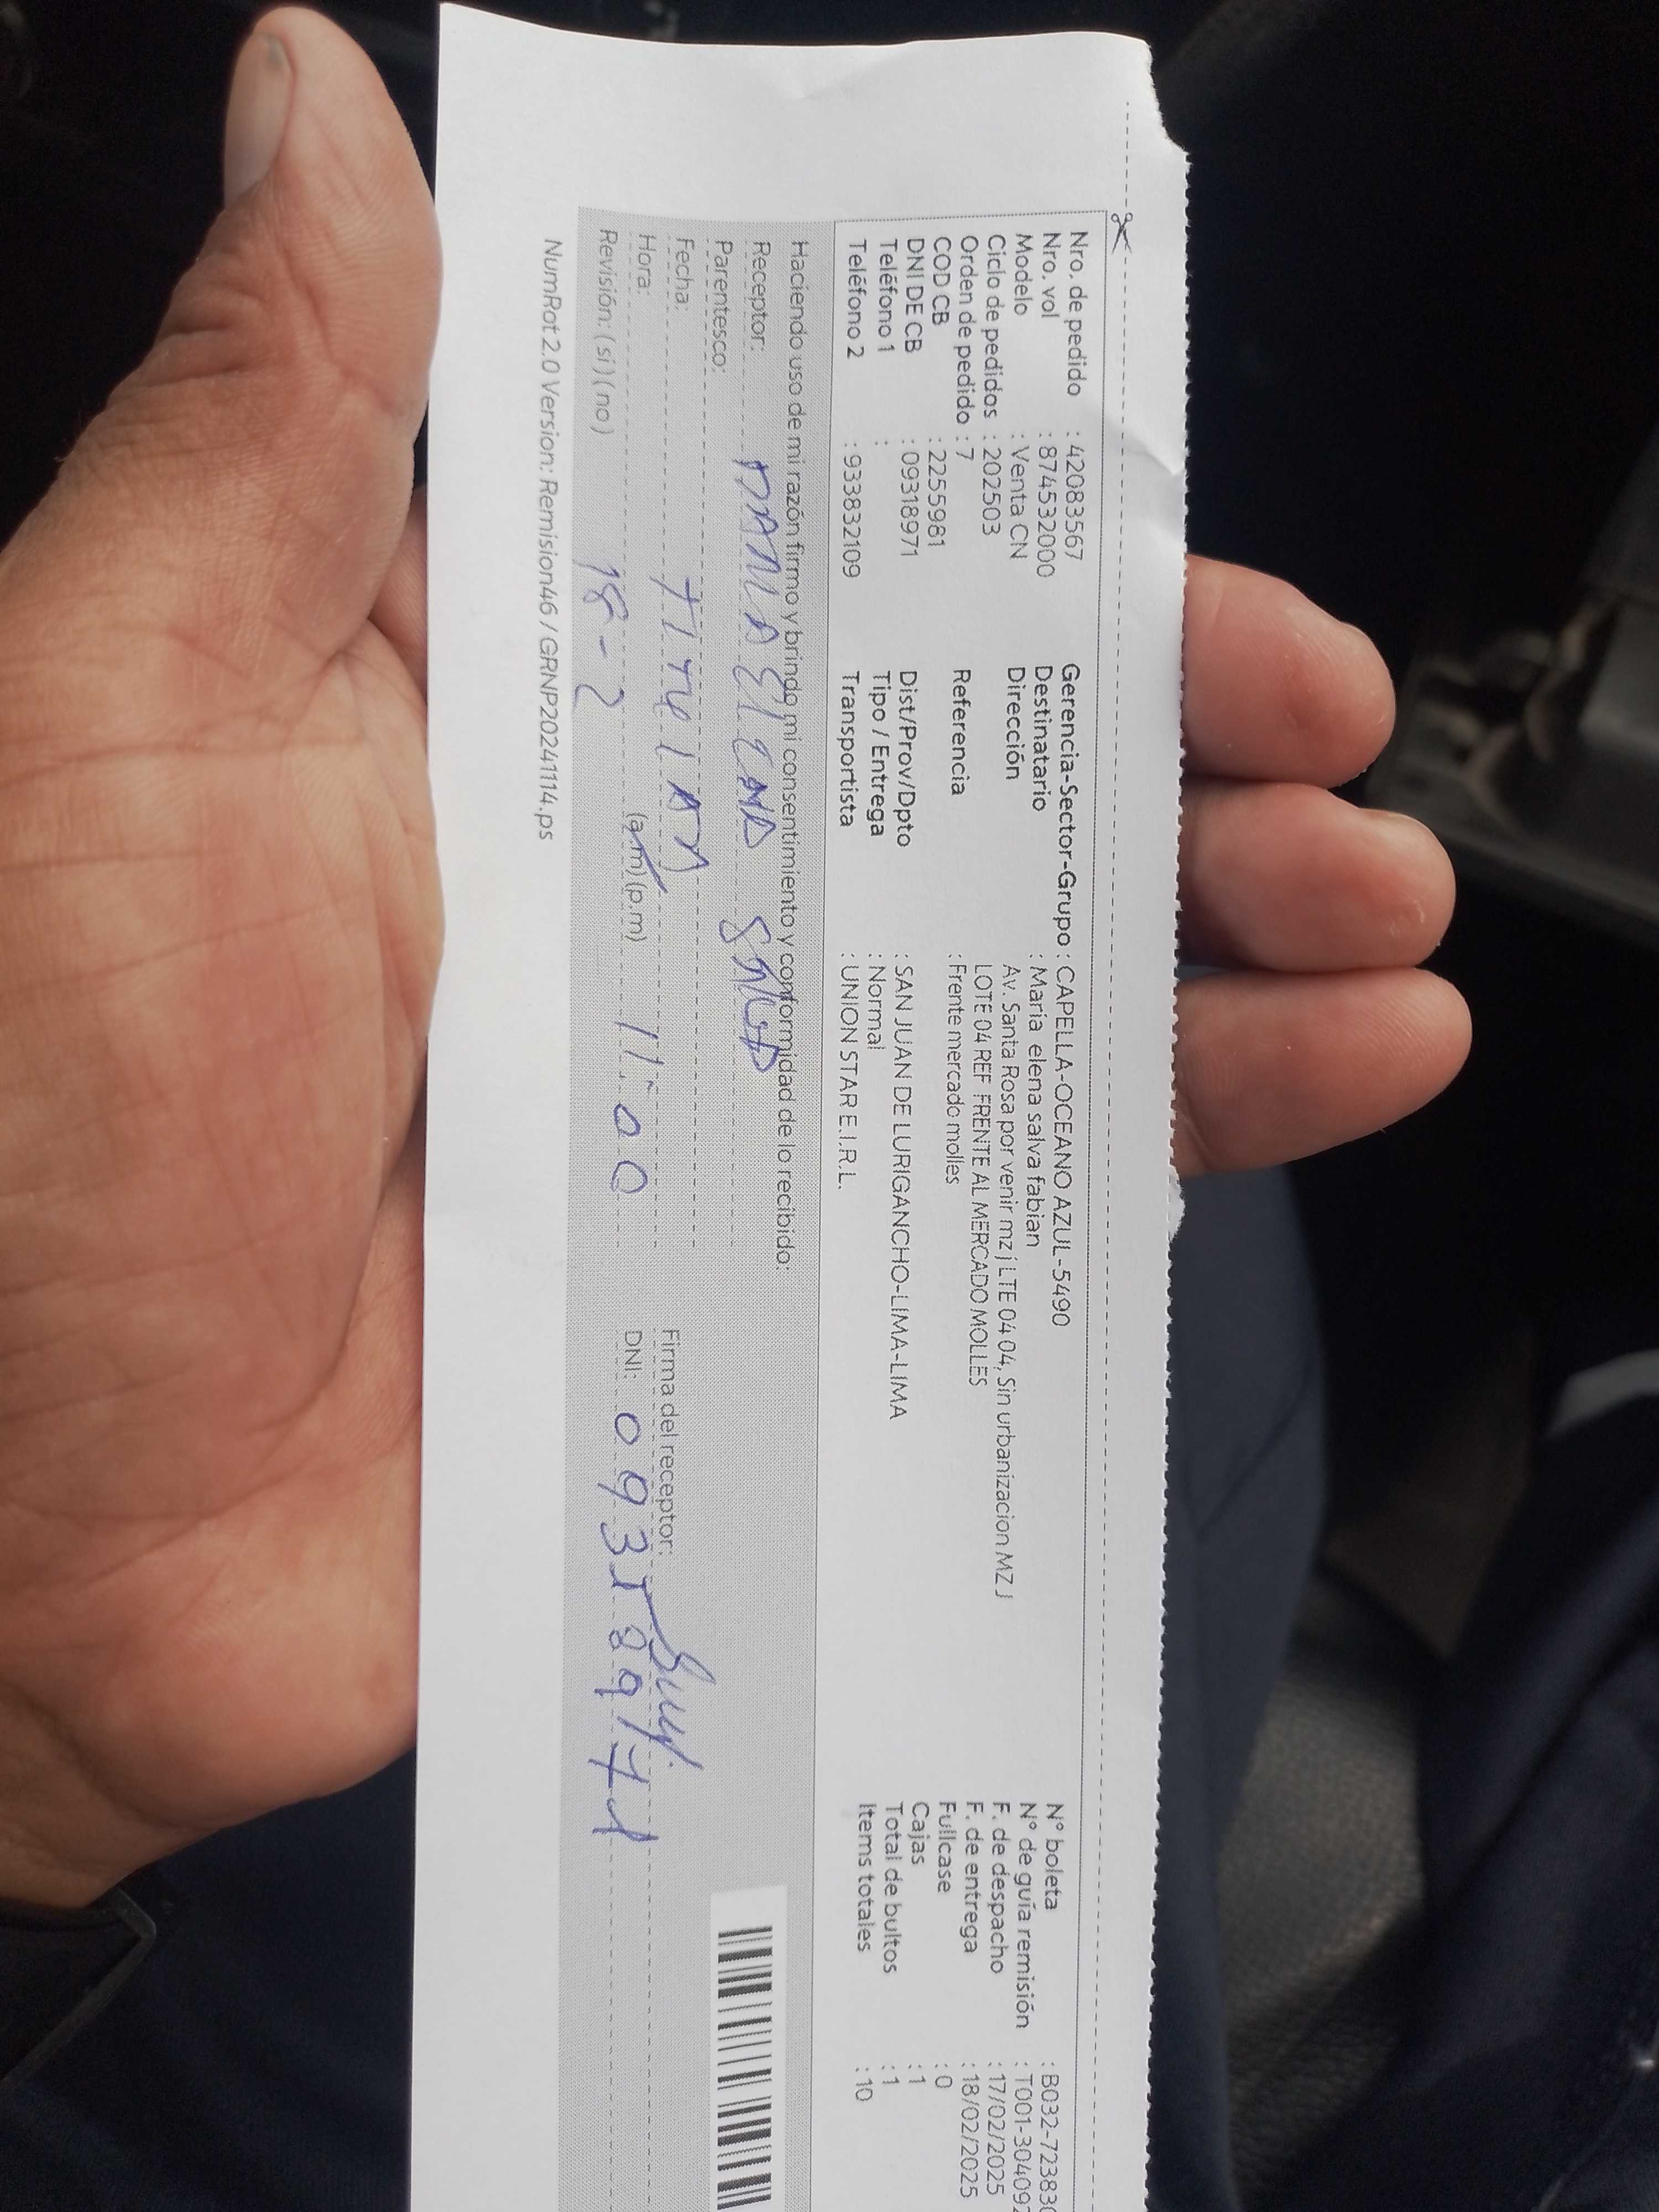 Nro. de pedido : 42083567
Nro. vol : 874532000
Modelo : Venta CN
Ciclo de pedidos : 202503
Orden de pedido : 7
COD CB : 2255981
DNI DE CB : 09318971
Teléfono 1 :
Teléfono 2 : 933832109
Gerencia-Sector-Grupo : CAPELLA-OCEANO AZUL-5490
Destinatario : María elena salva fabian
Dirección Av. Santa Rosa por venir mz j LTE 04 04, Sin urbanizacion MZ J
LOTE 04 REF FRENTE AL MERCADO MOLLES
Referencia : Frente mercado molles
Dist/Prov/Dpto : SAN JUAN DE LURIGANCHO-LIMA-LIMA
Tipo / Entrega : Normal
Transportista : UNION STAR E.I.R.L.
N° boleta : B032-72383
N° de guía remisión : T001-30409
F. de despacho : 17/02/2025
F. de entrega : 18/02/2025
Fullcase : 0
Cajas : 1
Total de bultos : 1
Items totales : 10
Haciendo uso de mi razón firmo y brindo mi consentimiento y conformidad de lo recibido:
Receptor: MARIA ELENA SALVA
Parentesco: TITULAR
Fecha: 18-2
Hora: (a.m) (p.m) 11:00
Revisión: (si) (no)
Firma del receptor:
DNI: 09318971
NumRot 2.0 Version: Remision46 / GRNP20241114.ps